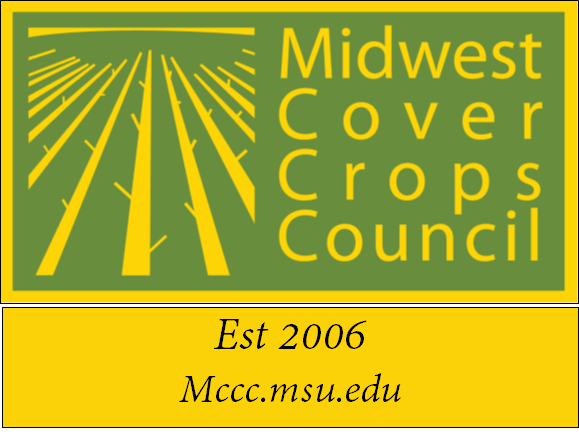 Midwest
Cover
Crops
Council
Est 2006
Mccc.msu.edu